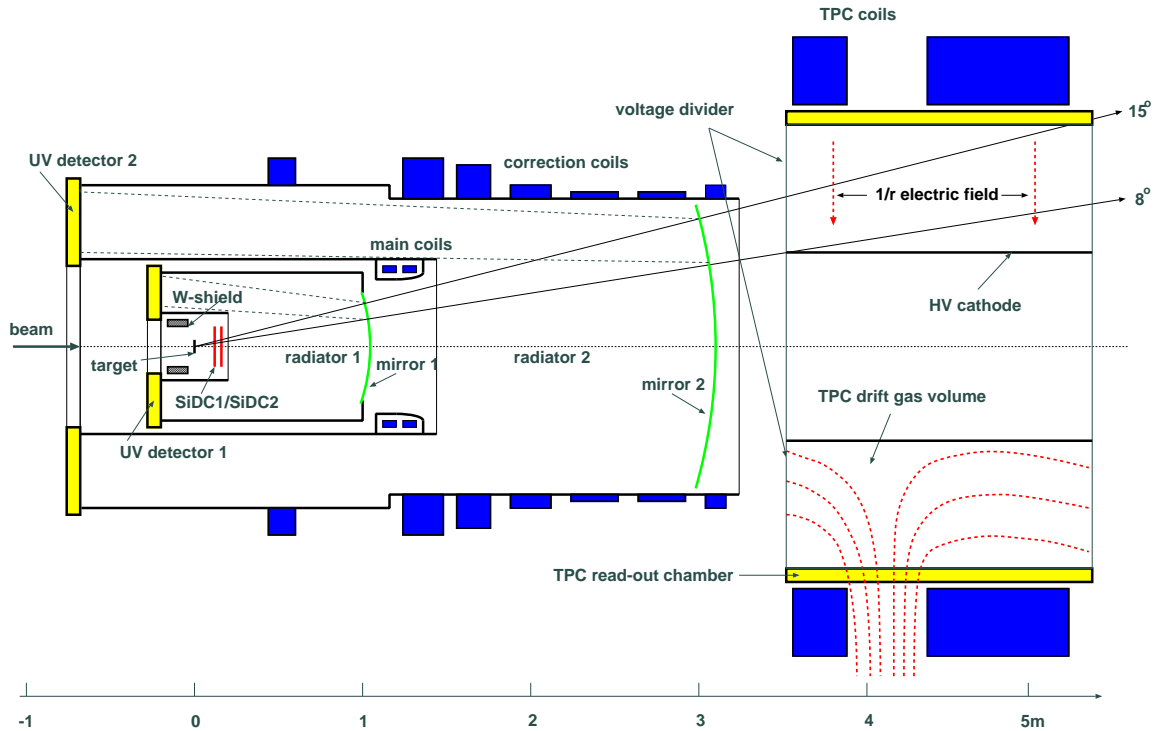 TPC coils
voltage divider
15°
UV detector 2
correction coils
1/r electric field
8°
main coils
HV cathode
W-shield
beam
target
radiator 1
mirror 1
radiator 2
mirror 2
SiDC1/SiDC2
TPC drift gas volume
UV detector 1
TPC read-out chamber
-1
0
1
2
3
4
5m